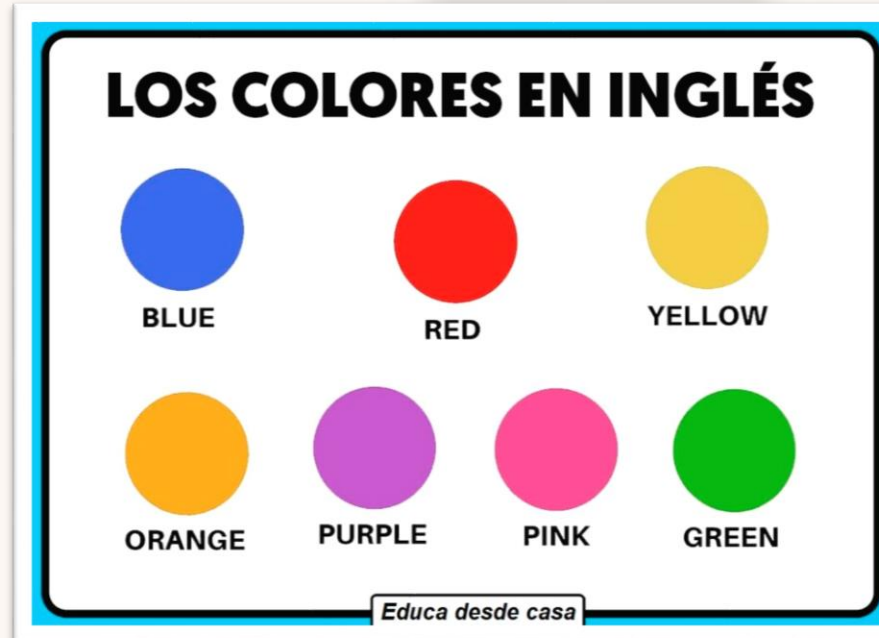 LOS COLORES EN INGLÉS
BLUE
RED
YELLOW
ORANGE
PURPLE
PINK
GREEN
Educa desde casa